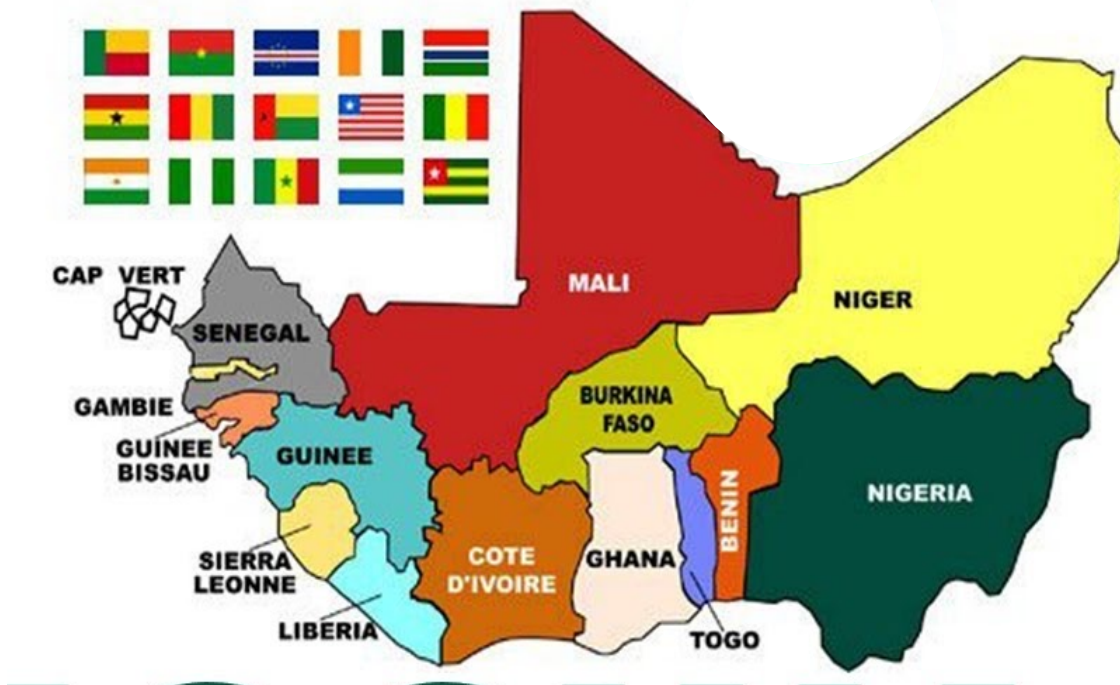 CAP VERT
SENEGAL
MALI
NIGER
GAMBIE
GUINEE
BISSAU
GUINEE
BURKINA
FASO
SIERRA
LEONNE
LIBERIA
COTE
D'IVOIRE
GHANA
TOGO
BENIN
NIGERIA